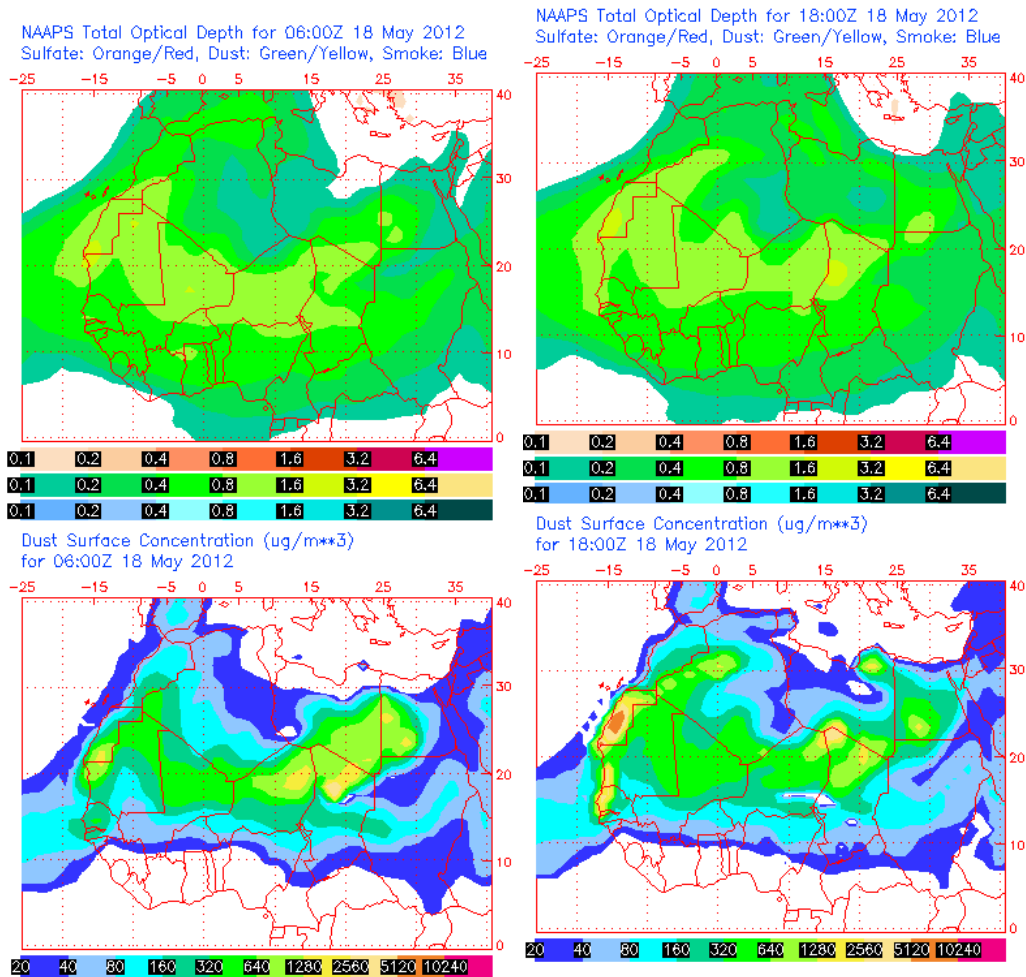 NAAPS Total Optical Depth for 06:00Z 18 May 2012
Sulfate: Orange/Red, Dust: Green/Yellow, Smoke: Blue
-25 -15 -5 0 5 15 25 35
40
30
20
10
0
0.1 0.2 0.4 0.8 1.6 3.2 6.4
0.1 0.2 0.4 0.8 1.6 3.2 6.4
0.1 0.2 0.4 0.8 1.6 3.2 6.4
NAAPS Total Optical Depth for 18:00Z 18 May 2012
Sulfate: Orange/Red, Dust: Green/Yellow, Smoke: Blue
-25 -15 -5 0 5 15 25 35
40
30
20
10
0
0.1 0.2 0.4 0.8 1.6 3.2 6.4
0.1 0.2 0.4 0.8 1.6 3.2 6.4
0.1 0.2 0.4 0.8 1.6 3.2 6.4
Dust Surface Concentration (ug/m**3)
for 06:00Z 18 May 2012
-25 -15 -5 0 5 15 25 35
40
30
20
10
0
20 40 80 160 320 640 1280 2560 5120 10240
Dust Surface Concentration (ug/m**3)
for 18:00Z 18 May 2012
-25 -15 -5 0 5 15 25 35
40
30
20
10
0
20 40 80 160 320 640 1280 2560 5120 10240